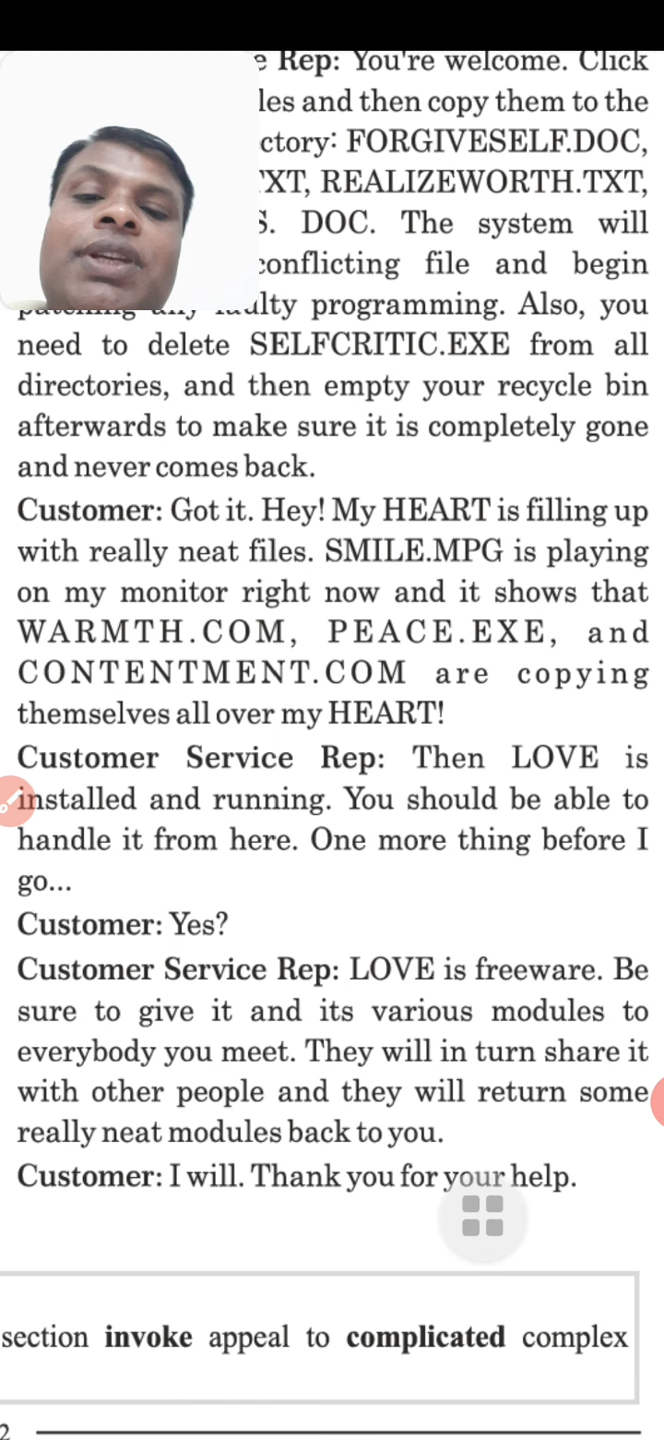 e Rep: You're welcome. Click
les and then copy them to the
ctory: FORGIVESELF.DOC,
TXT, REALIZEWORTH.TXT,
S. DOC. The system will
conflicting file and begin
patching any faulty programming. Also, you
need to delete SELFCRITIC.EXE from all
directories, and then empty your recycle bin
afterwards to make sure it is completely gone
and never comes back.
Customer: Got it. Hey! My HEART is filling up
with really neat files. SMILE.MPG is playing
on my monitor right now and it shows that
WARMTH.COM, PEACE.EXE, and
CONTENTMENT.COM are copying
themselves all over my HEART!
Customer Service Rep: Then LOVE is
installed and running. You should be able to
handle it from here. One more thing before I
go...
Customer: Yes?
Customer Service Rep: LOVE is freeware. Be
sure to give it and its various modules to
everybody you meet. They will in turn share it
with other people and they will return some
really neat modules back to you.
Customer: I will. Thank you for your help.
section invoke appeal to complicated complex
2